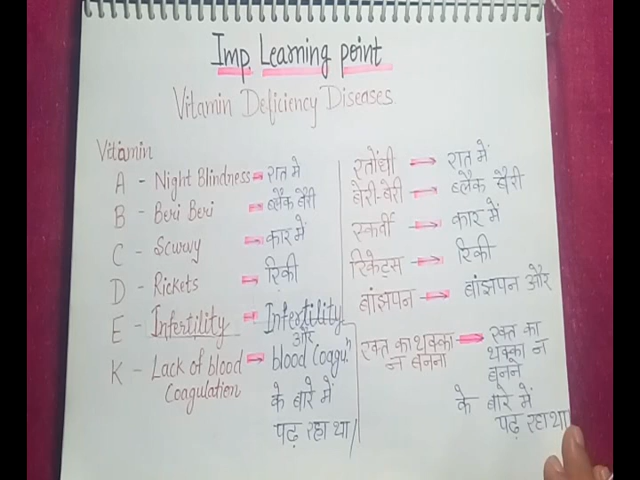 Imp. Learning point
Vitamin Deficiency Diseases.
Vitamin
A - Night Blindness → रात में
B - Beri Beri → ब्लैक बैरी
C - Scurvy → कार में
D - Rickets → रिकी
E - Infertility → Infertility
और
K - Lack of blood → blood Coagu"
Coagulation
के बारे में
पढ़ रहा था/
रतोंधी → रात में
बेरी-बेरी → ब्लैक बैरी
स्कर्वी → कार में
रिकेट्स → रिकी
बांझपन → बांझपन और
रक्त का थक्का → रक्त का
न बनना थक्का न
बनने
के बारे में
पढ़ रहा था